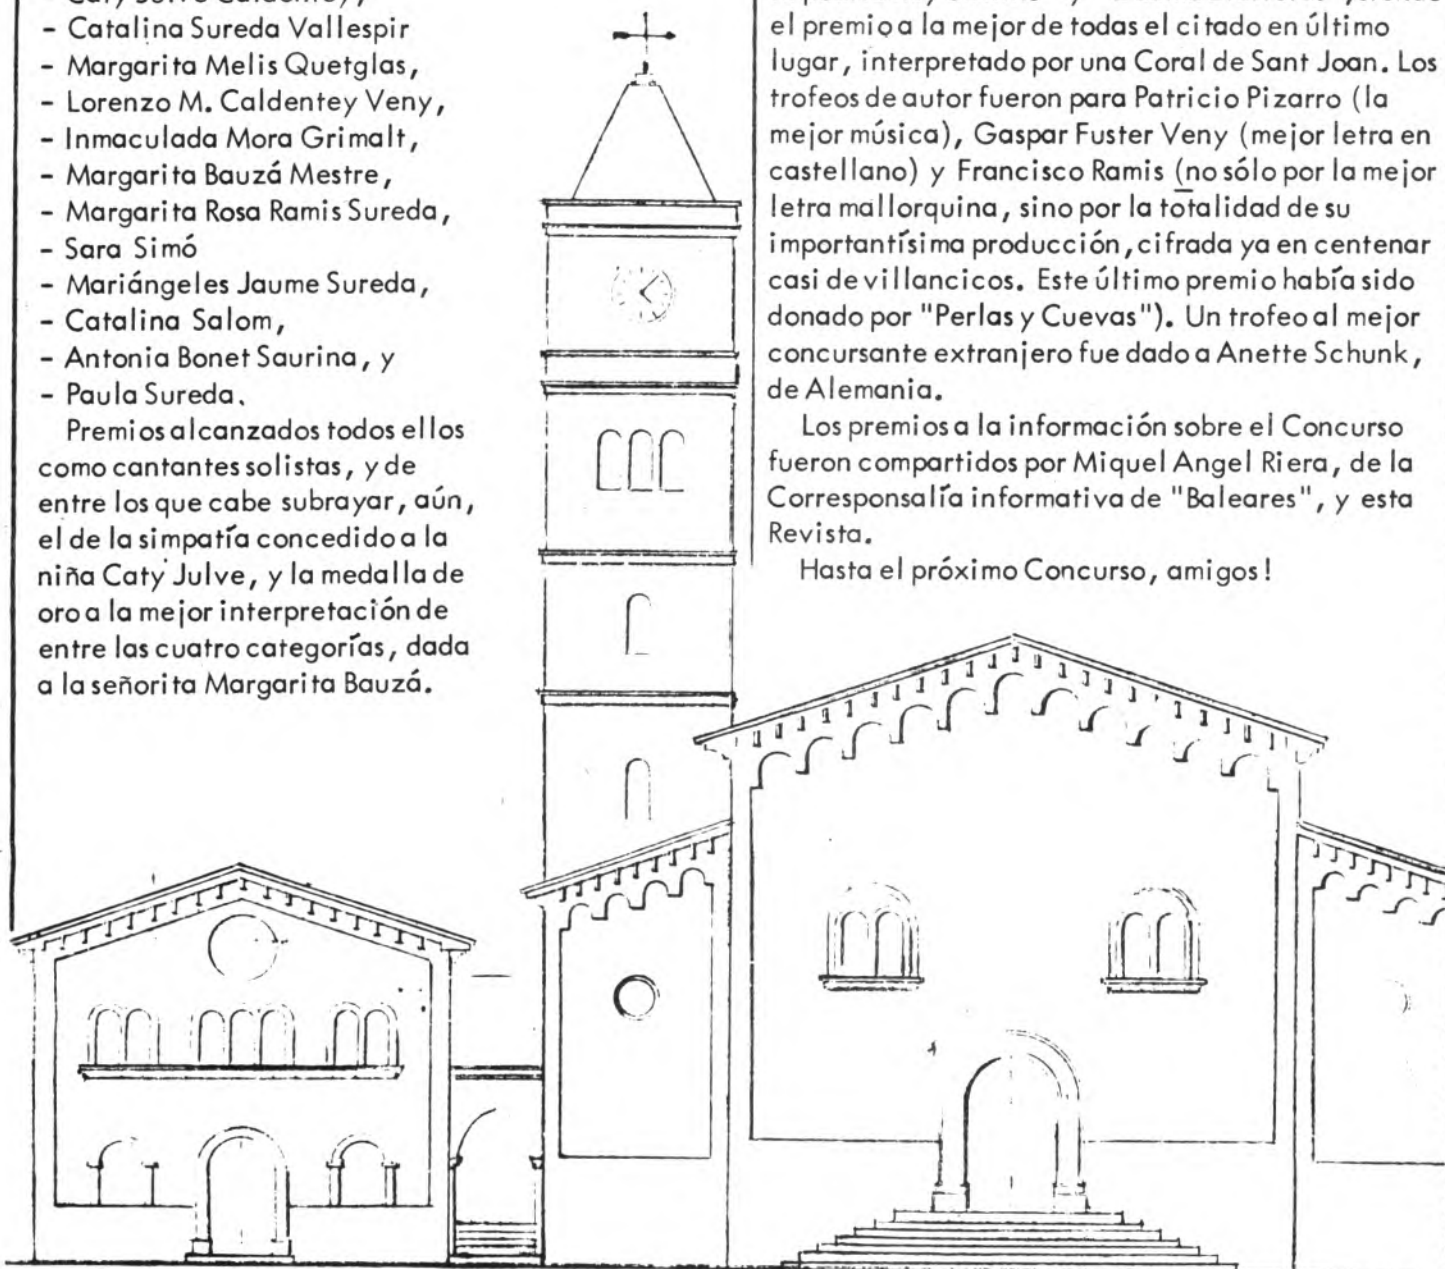 - Catalina Sureda Vallespir
- Margarita Melis Quetglas,
- Lorenzo M. Caldentey Veny,
- Inmaculada Mora Grimalt,
- Margarita Bauzá Mestre,
- Margarita Rosa Ramis Sureda,
- Sara Simó
- Mariángeles Jaume Sureda,
- Catalina Salom,
- Antonia Bonet Saurina, y
- Paula Sureda.
Premios alcanzados todos ellos
como cantantes solistas, y de
entre los que cabe subrayar, aún,
el de la simpatía concedido a la
niña Caty Julve, y la medalla de
oro a la mejor interpretación de
entre las cuatro categorías, dada
a la señorita Margarita Bauzá.
el premio a la mejor de todas el citado en último
lugar, interpretado por una Coral de Sant Joan. Los
trofeos de autor fueron para Patricio Pizarro (la
mejor música), Gaspar Fuster Veny (mejor letra en
castellano) y Francisco Ramis (no sólo por la mejor
letra mallorquina, sino por la totalidad de su
importantísima producción, cifrada ya en centenar
casi de villancicos. Este último premio había sido
donado por "Perlas y Cuevas"). Un trofeo al mejor
concursante extranjero fue dado a Anette Schunk,
de Alemania.
Los premios a la información sobre el Concurso
fueron compartidos por Miquel Angel Riera, de la
Corresponsalía informativa de "Baleares", y esta
Revista.
Hasta el próximo Concurso, amigos!